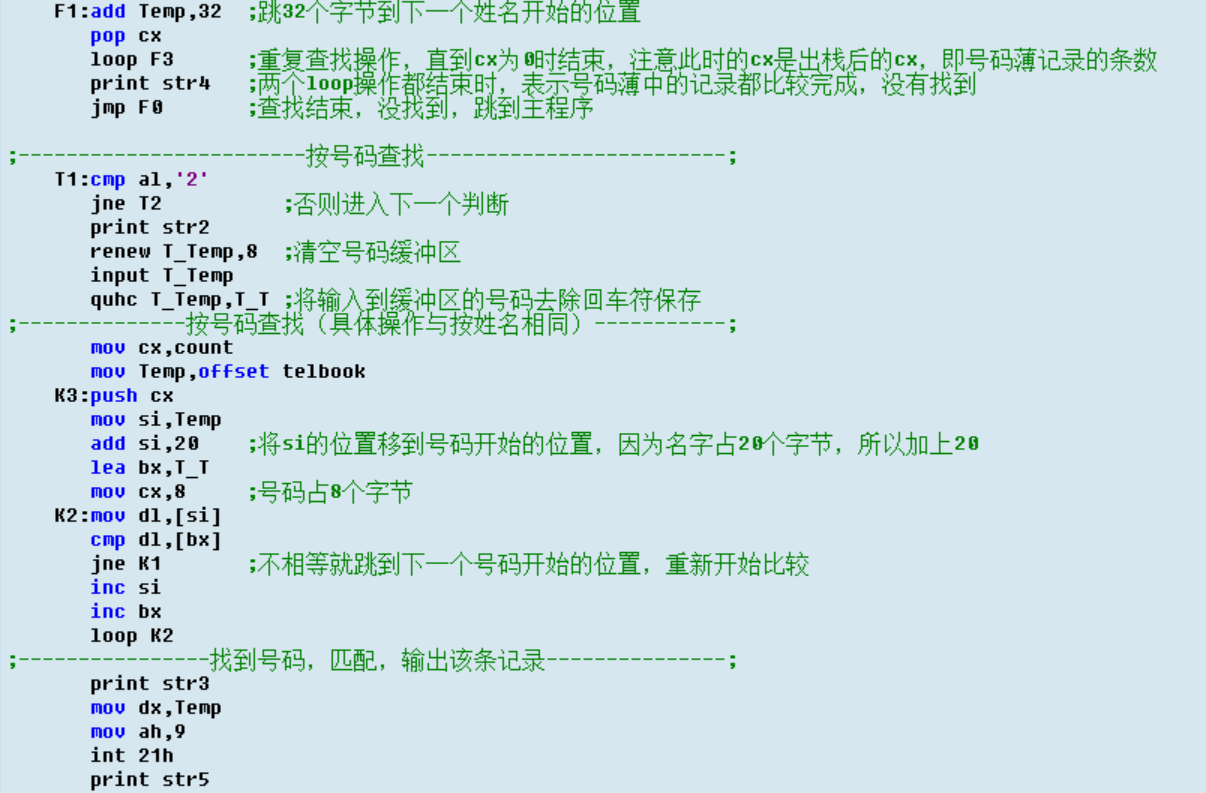 F1:add Temp,32 ;跳32个字节到下一个姓名开始的位置
pop cx
loop F3 ;重复查找操作，直到cx为0时结束，注意此时的cx是出栈后的cx，即号码薄记录的条数
print str4 ;两个loop操作都结束时，表示号码薄中的记录都比较完成，没有找到
jmp F0 ;查找结束，没找到，跳到主程序
;------------------------按号码查找-------------------------;
T1:cmp al,'2'
jne T2 ;否则进入下一个判断
print str2
renew T_Temp,8 ;清空号码缓冲区
input T_Temp
quhc T_Temp,T_T ;将输入到缓冲区的号码去除回车符保存
;--------------按号码查找（具体操作与按姓名相同）-----------;
mov cx,count
mov Temp,offset telbook
K3:push cx
mov si,Temp
add si,20 ;将si的位置移到号码开始的位置，因为名字占20个字节，所以加上20
lea bx,T_T
mov cx,8 ;号码占8个字节
K2:mov dl,[si]
cmp dl,[bx]
jne K1 ;不相等就跳到下一个号码开始的位置，重新开始比较
inc si
inc bx
loop K2
;----------------找到号码，匹配，输出该条记录---------------;
print str3
mov dx,Temp
mov ah,9
int 21h
print str5